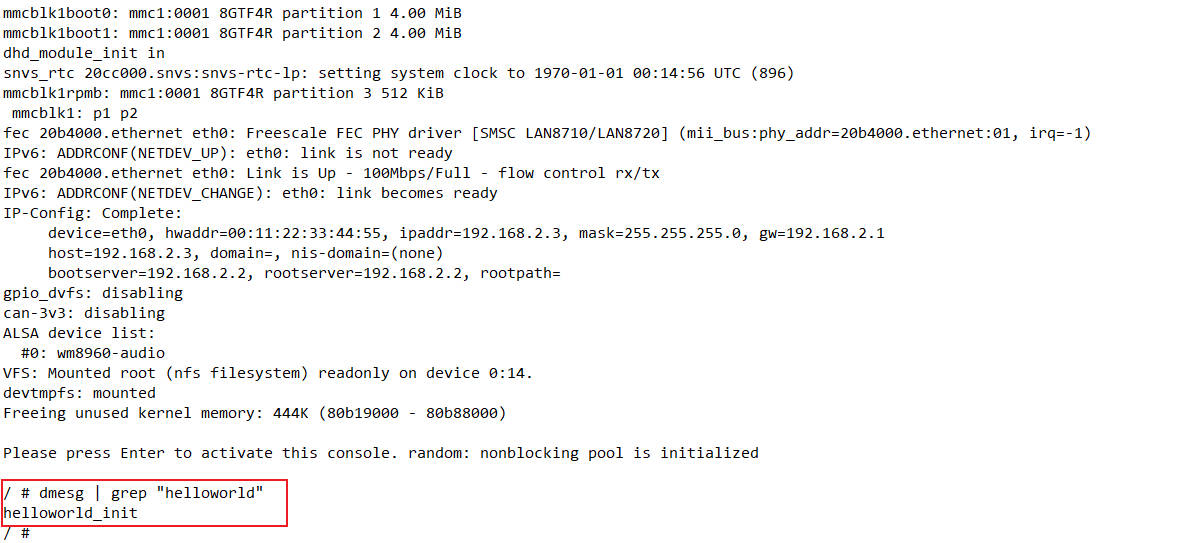 mmcblk1boot0: mmc1:0001 8GTF4R partition 1 4.00 MiB
mmcblk1boot1: mmc1:0001 8GTF4R partition 2 4.00 MiB
dhd_module_init in
snvs_rtc 20cc000.snvs:snvs-rtc-lp: setting system clock to 1970-01-01 00:14:56 UTC (896)
mmcblk1rpmb: mmc1:0001 8GTF4R partition 3 512 KiB
 mmcblk1: p1 p2
fec 20b4000.ethernet eth0: Freescale FEC PHY driver [SMSC LAN8710/LAN8720] (mii_bus:phy_addr=20b4000.ethernet:01, irq=-1)
IPv6: ADDRCONF(NETDEV_UP): eth0: link is not ready
fec 20b4000.ethernet eth0: Link is Up - 100Mbps/Full - flow control rx/tx
IPv6: ADDRCONF(NETDEV_CHANGE): eth0: link becomes ready
IP-Config: Complete:
     device=eth0, hwaddr=00:11:22:33:44:55, ipaddr=192.168.2.3, mask=255.255.255.0, gw=192.168.2.1
     host=192.168.2.3, domain=, nis-domain=(none)
     bootserver=192.168.2.2, rootserver=192.168.2.2, rootpath=
gpio_dvfs: disabling
can-3v3: disabling
ALSA device list:
  #0: wm8960-audio
VFS: Mounted root (nfs filesystem) readonly on device 0:14.
devtmpfs: mounted
Freeing unused kernel memory: 444K (80b19000 - 80b88000)

Please press Enter to activate this console. random: nonblocking pool is initialized

/ # dmesg | grep "helloworld"
helloworld_init
/ #